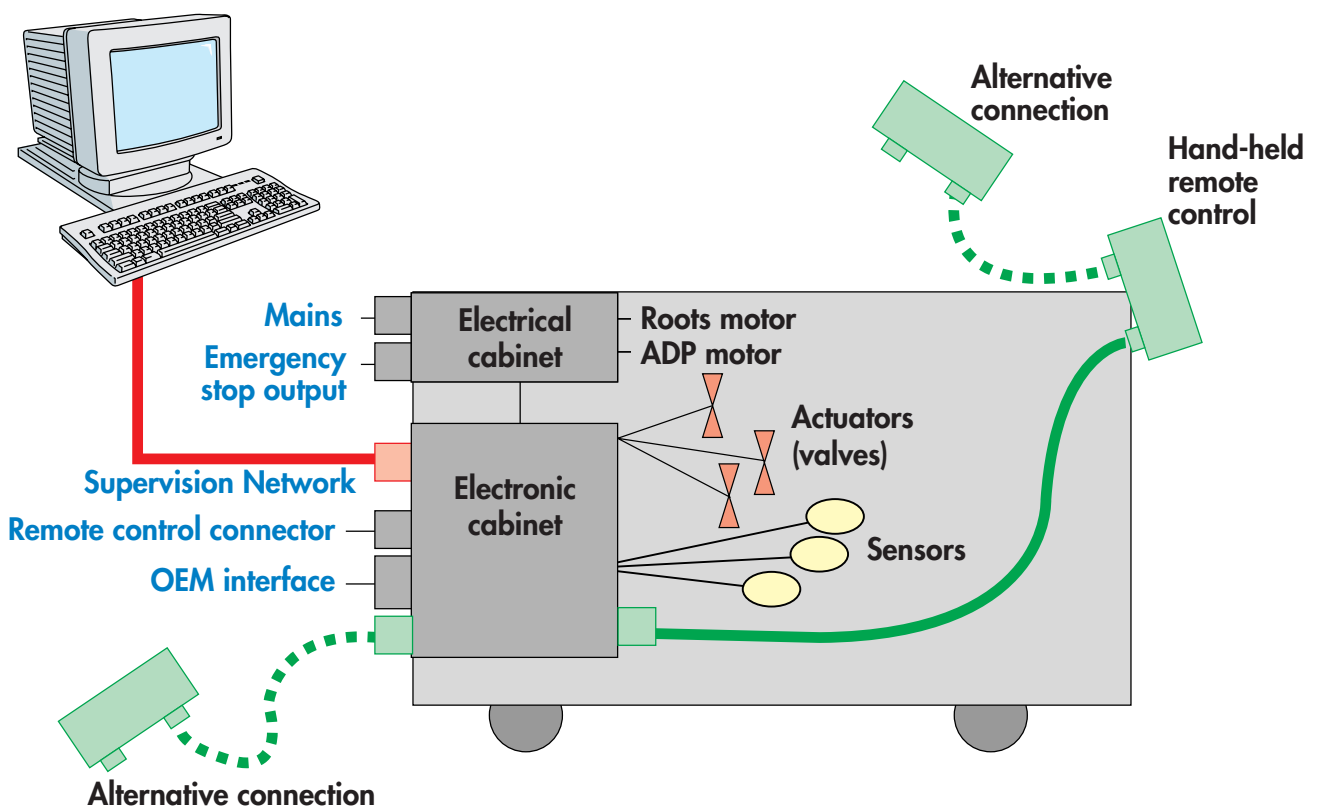 Alternative
connection
Hand-held
remote
control
Mains
Emergency
stop output
Electrical
cabinet
Roots motor
ADP motor
Actuators
(valves)
Supervision Network
Remote control connector
OEM interface
Electronic
cabinet
Sensors
Alternative connection